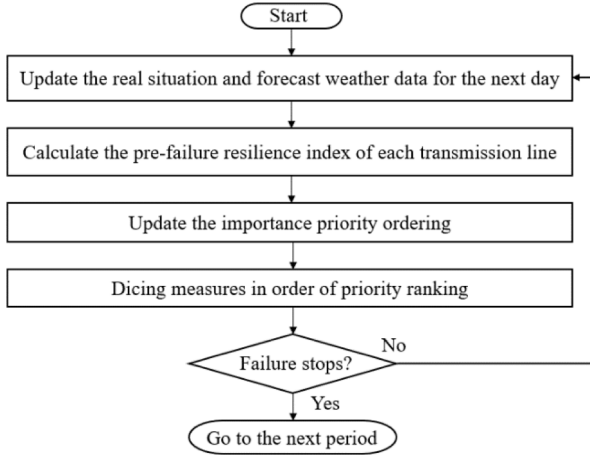 Start
Update the real situation and forecast weather data for the next day
Calculate the pre-failure resilience index of each transmission line
Update the importance priority ordering
Dicing measures in order of priority ranking
Failure stops?
No
Yes
Go to the next period